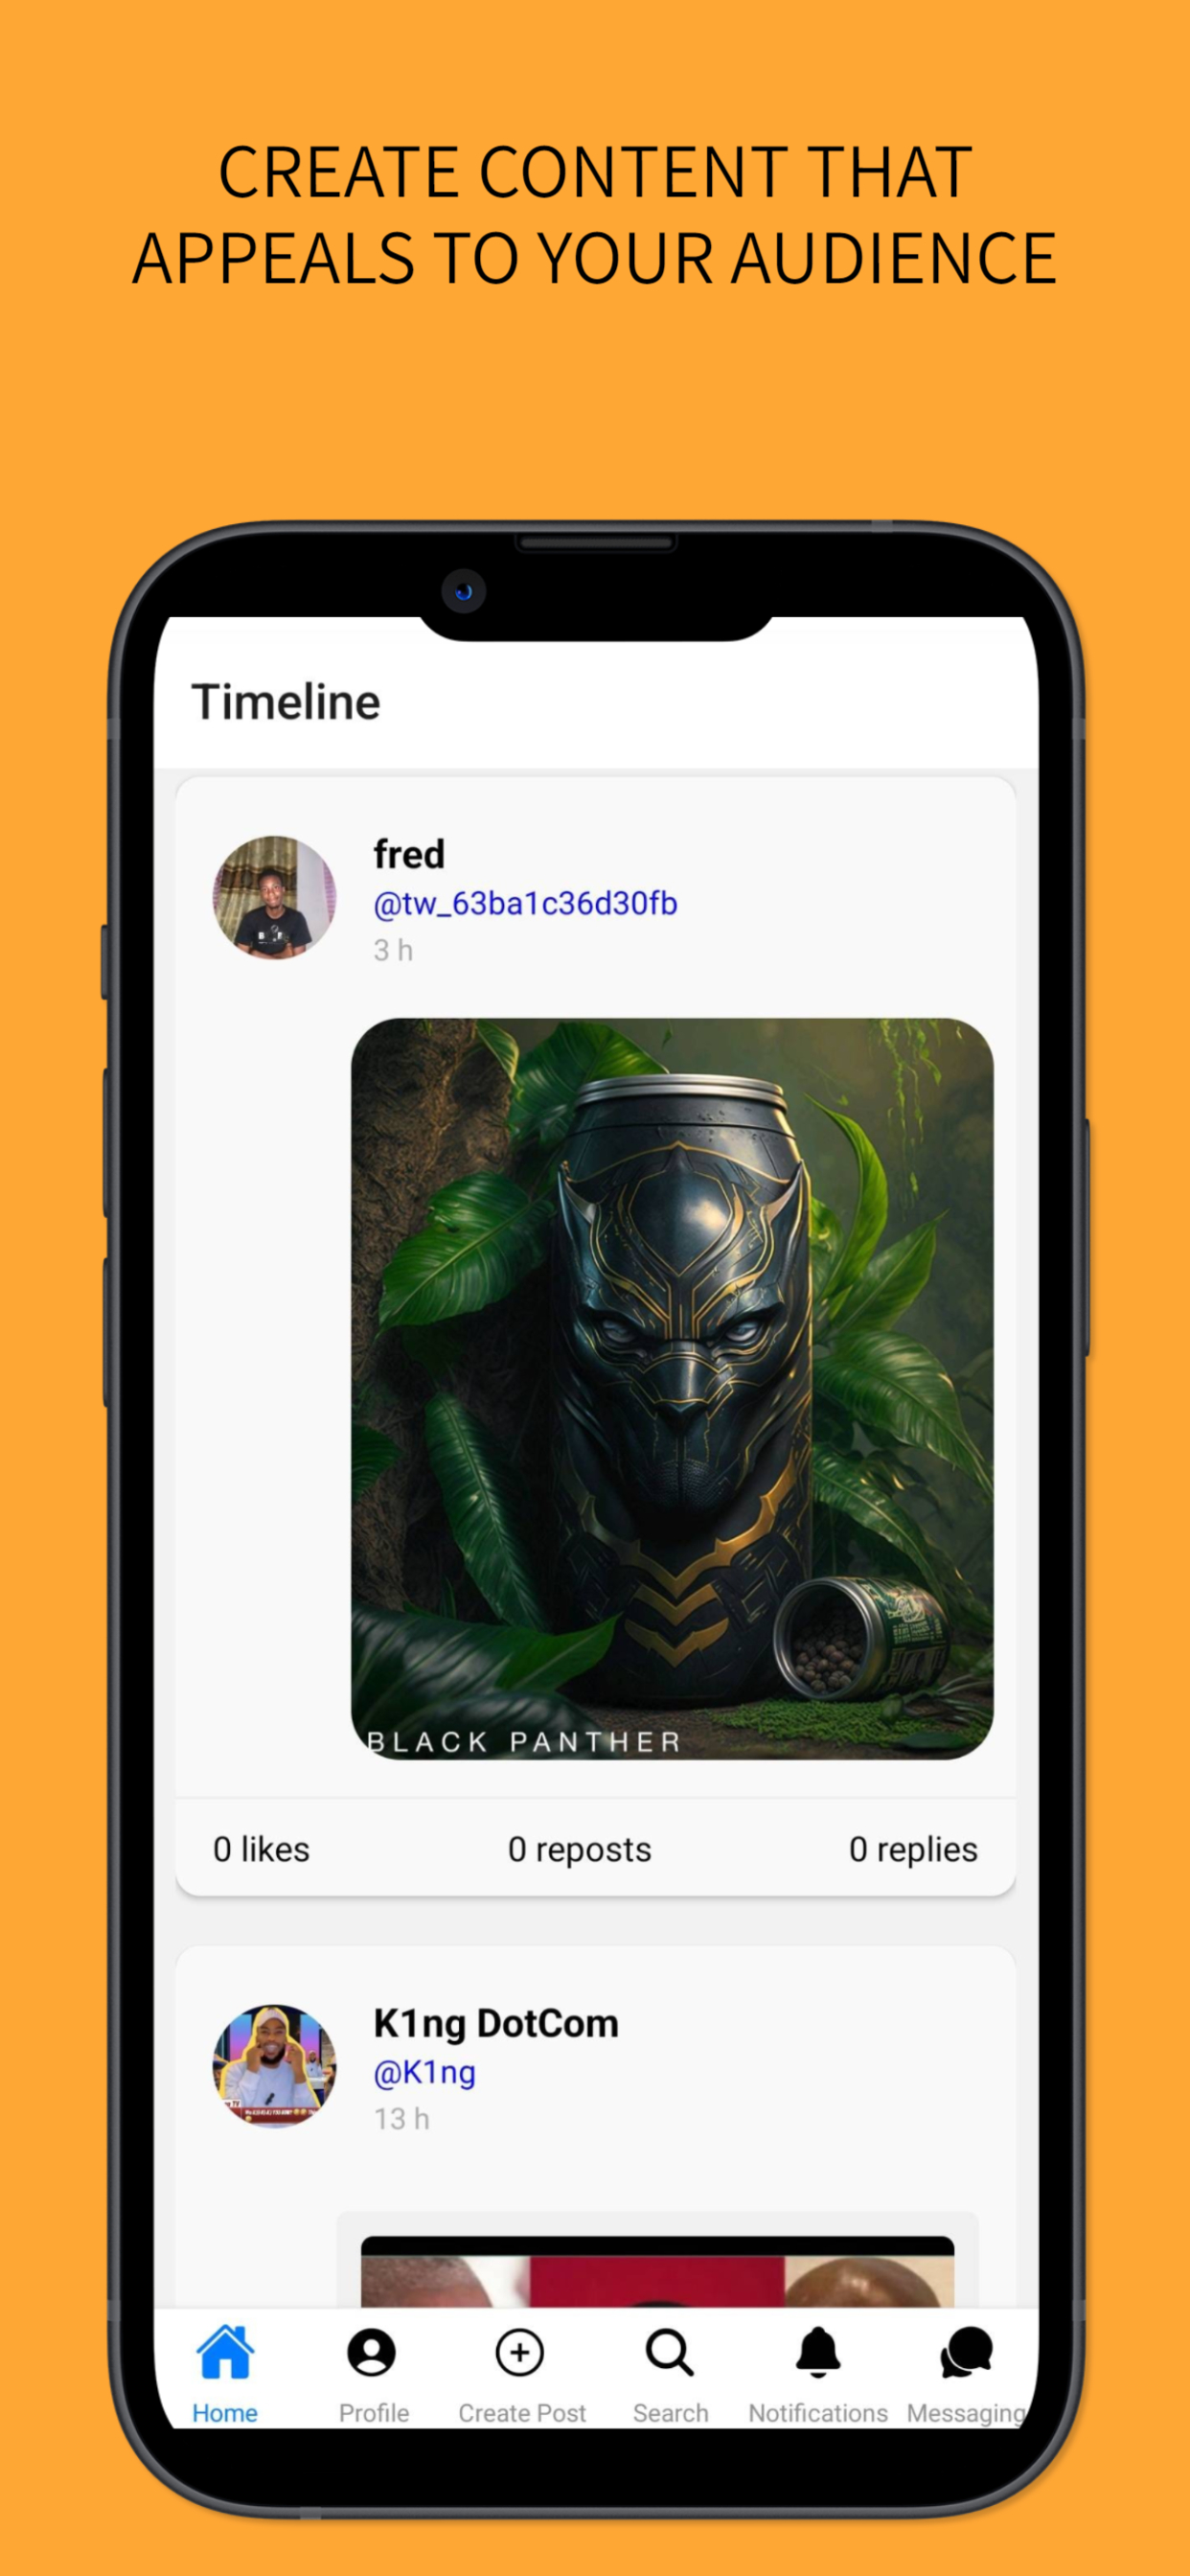 CREATE CONTENT THAT
APPEALS TO YOUR AUDIENCE
Timeline
fred
@tw_63ba1c36d30fb
3 h
BLACK PANTHER
0 likes 0 reposts 0 replies
K1ng DotCom
@K1ng
13 h
Home Profile Create Post Search Notifications Messaging